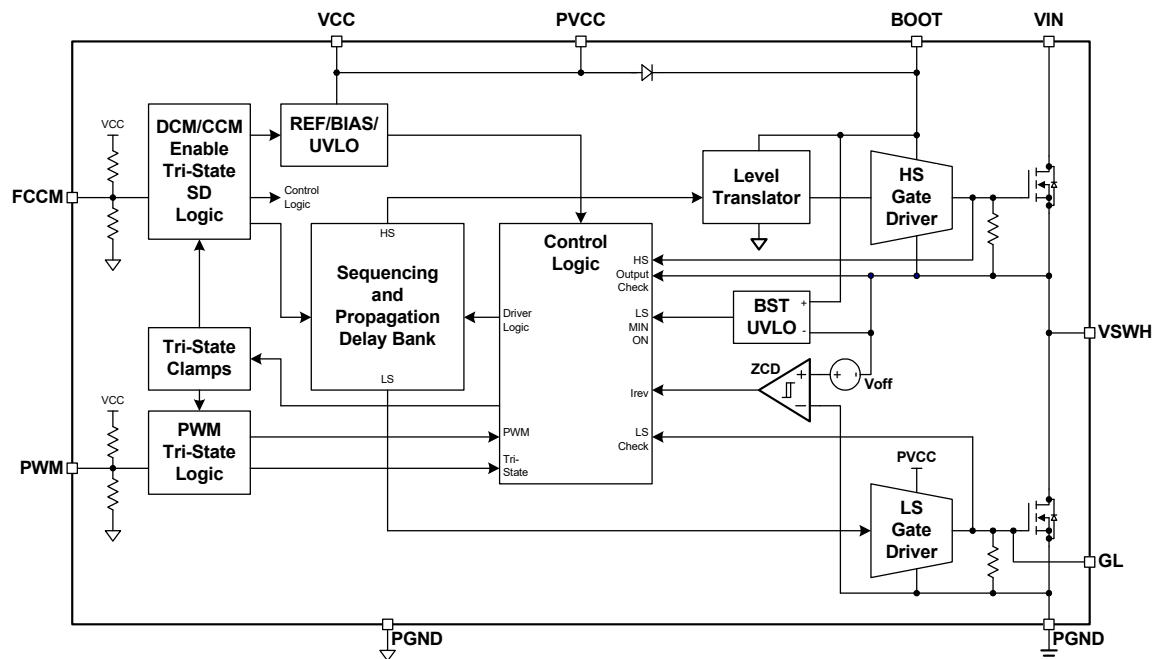 VCC
PVCC
BOOT
VIN
VCC
DCM/CCM
Enable
Tri-State
SD
Logic
REF/BIAS/
UVLO
FCCM
Control
Logic
Level
Translator
HS
Gate
Driver
HS
Sequencing
and
Propagation
Delay Bank
LS
Control
Logic
HS
Output
Check
Driver
Logic
LS
MIN
ON
Irev
LS
Check
PWM
Tri-
State
BST
UVLO
+
-
VSWH
ZCD
+
−
+
-
Voff
Tri-State
Clamps
VCC
PWM
Tri-State
Logic
PWM
PVCC
LS
Gate
Driver
GL
PGND
PGND